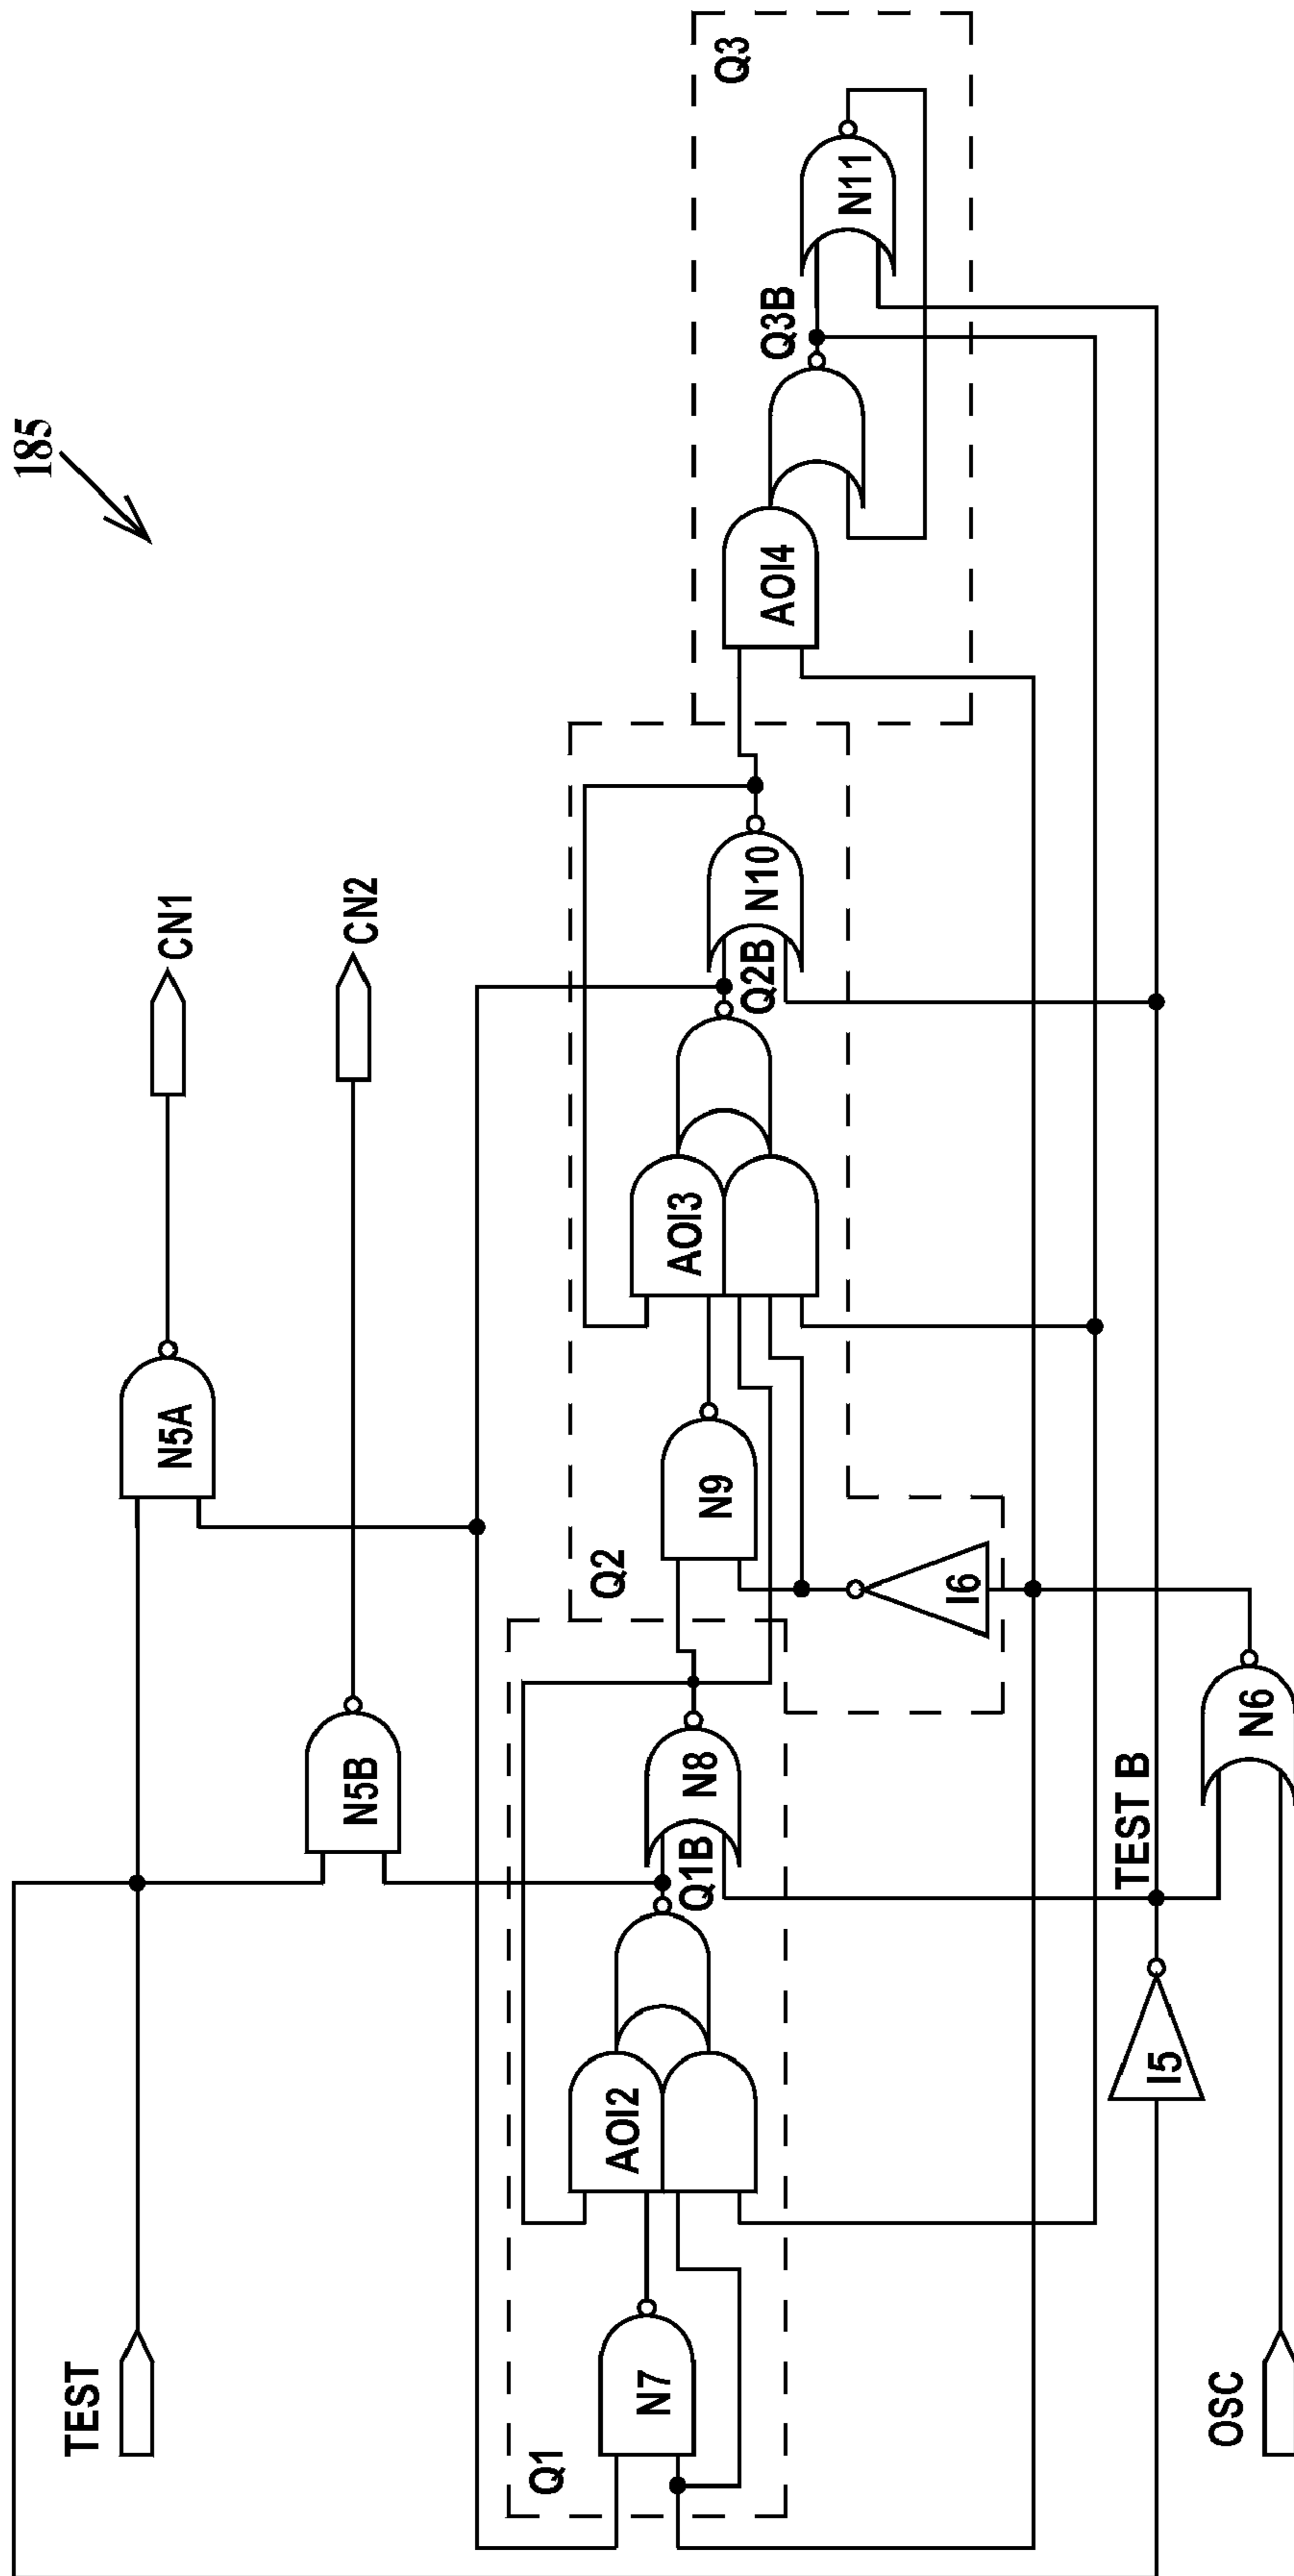 185
TEST
N5A
CN1
N5B
CN2
Q1
N7
AOI2
Q1B
N8
Q2
N9
AOI3
Q2B
N10
AOI4
Q3B
N11
Q3
I6
TEST B
I5
OSC
N6